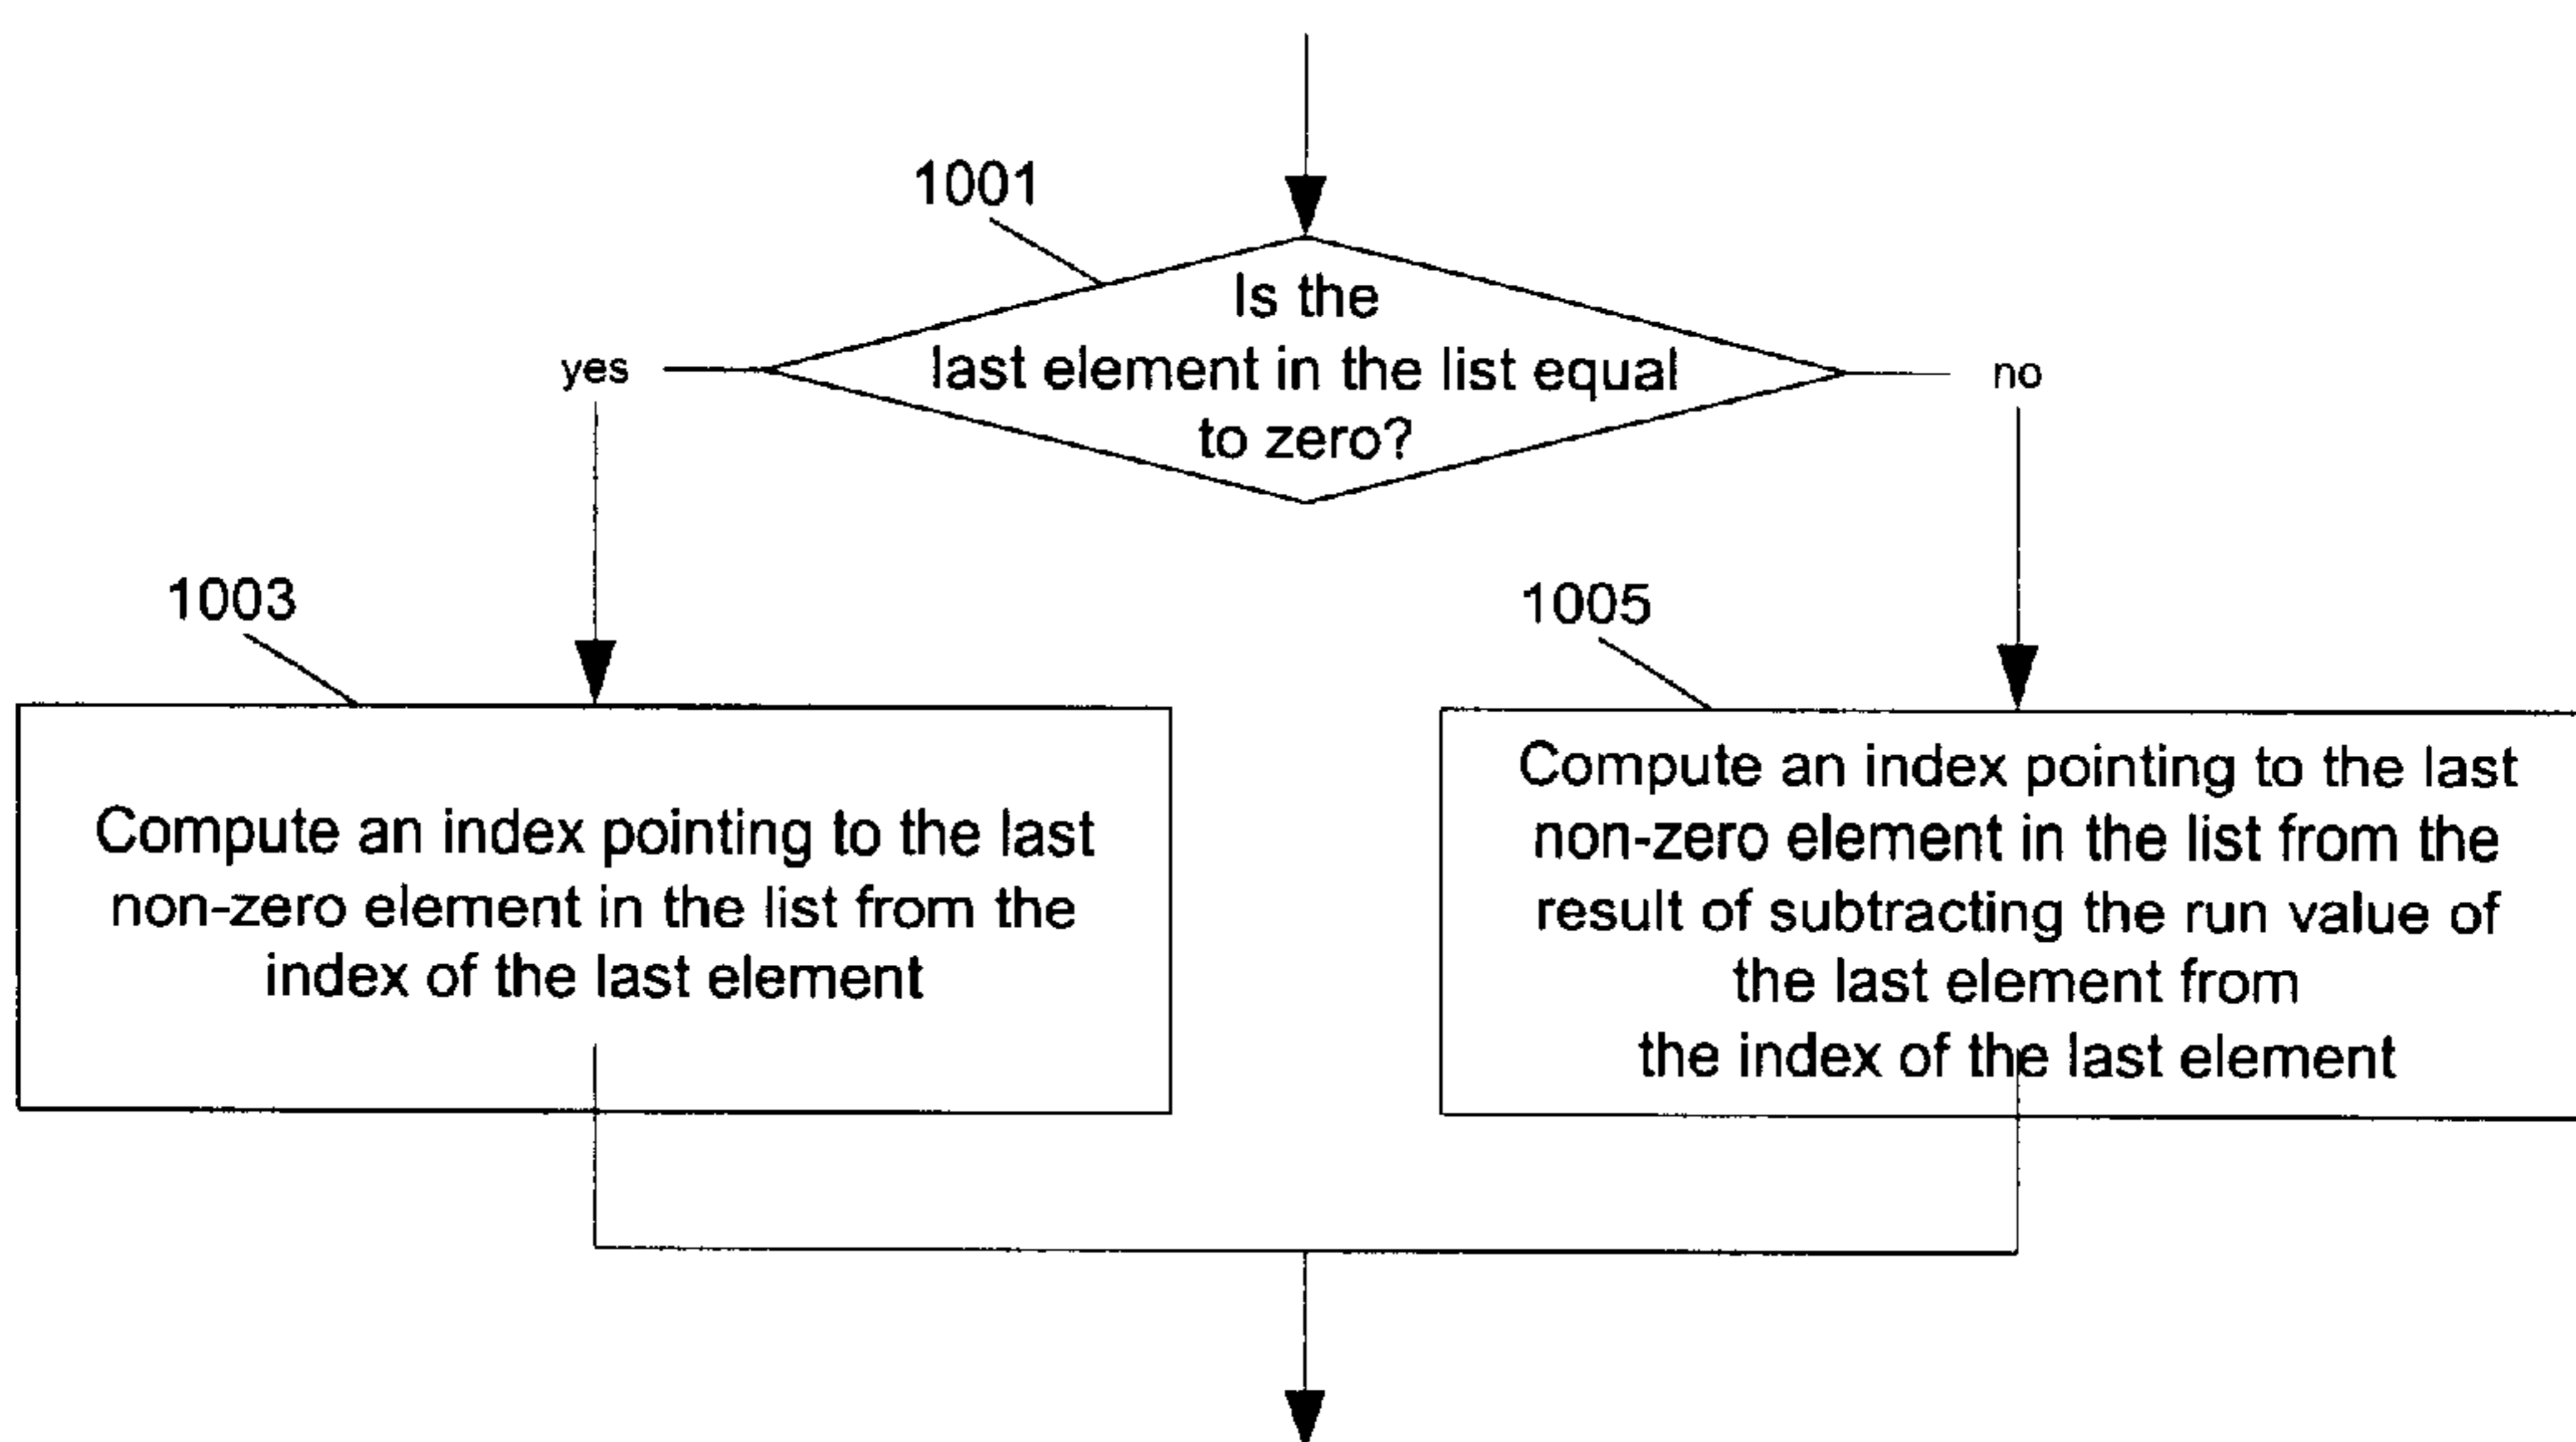 1001
Is the
last element in the list equal
to zero?
yes
no
1003
Compute an index pointing to the last
non-zero element in the list from the
index of the last element
1005
Compute an index pointing to the last
non-zero element in the list from the
result of subtracting the run value of
the last element from
the index of the last element